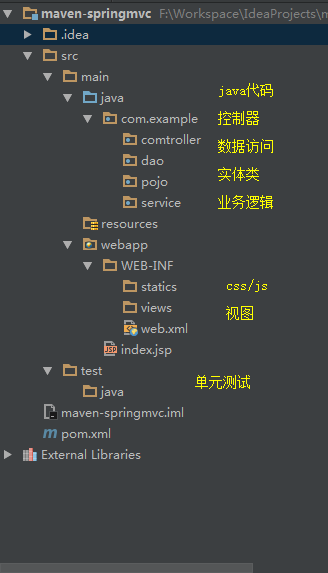 maven-springmvc F:\Workspace\IdeaProjects\m
.idea
src
main
java java代码
com.example 控制器
comtroller
dao 数据访问
pojo 实体类
service 业务逻辑
resources
webapp
WEB-INF
statics css/js
views 视图
web.xml
index.jsp
test
java 单元测试
maven-springmvc.iml
pom.xml
External Libraries